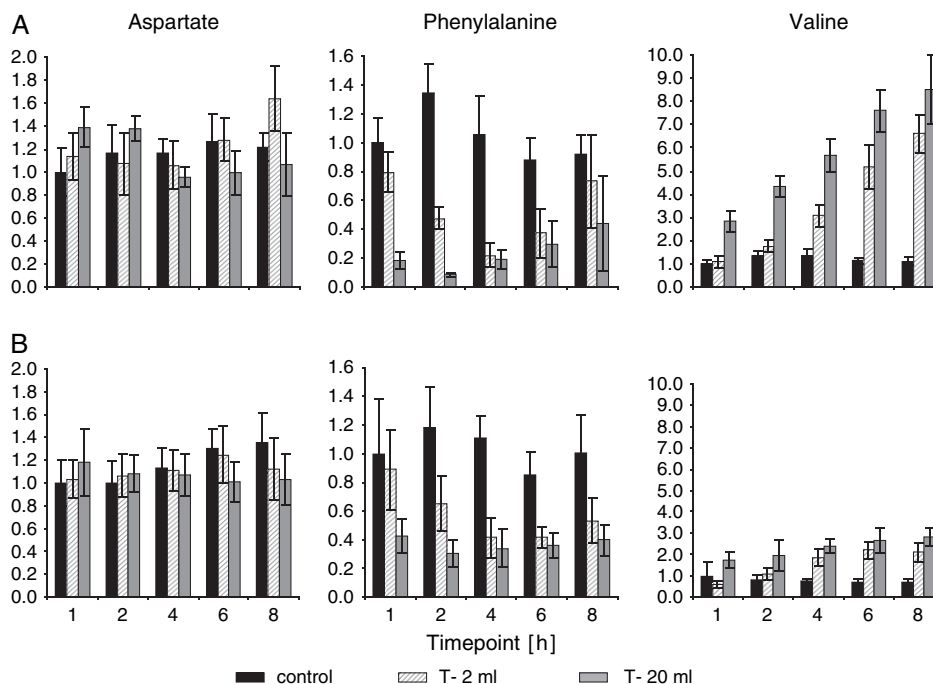 A Aspartate Phenylalanine Valine
2.0 1.6 10.0
1.8 1.4 9.0
1.6 1.2 8.0
1.4 1.0 7.0
1.2 0.8 6.0
1.0 0.6 5.0
0.8 0.4 4.0
0.6 0.2 3.0
0.4 0.0 2.0
0.2 1.0
0.0 0.0
B
2.0 1.6 10.0
1.8 1.4 9.0
1.6 1.2 8.0
1.4 1.0 7.0
1.2 0.8 6.0
1.0 0.6 5.0
0.8 0.4 4.0
0.6 0.2 3.0
0.4 0.0 2.0
0.2 1.0
0.0 0.0
1 2 4 6 8 1 2 4 6 8 1 2 4 6 8
Timepoint [h]
control T- 2 ml T- 20 ml